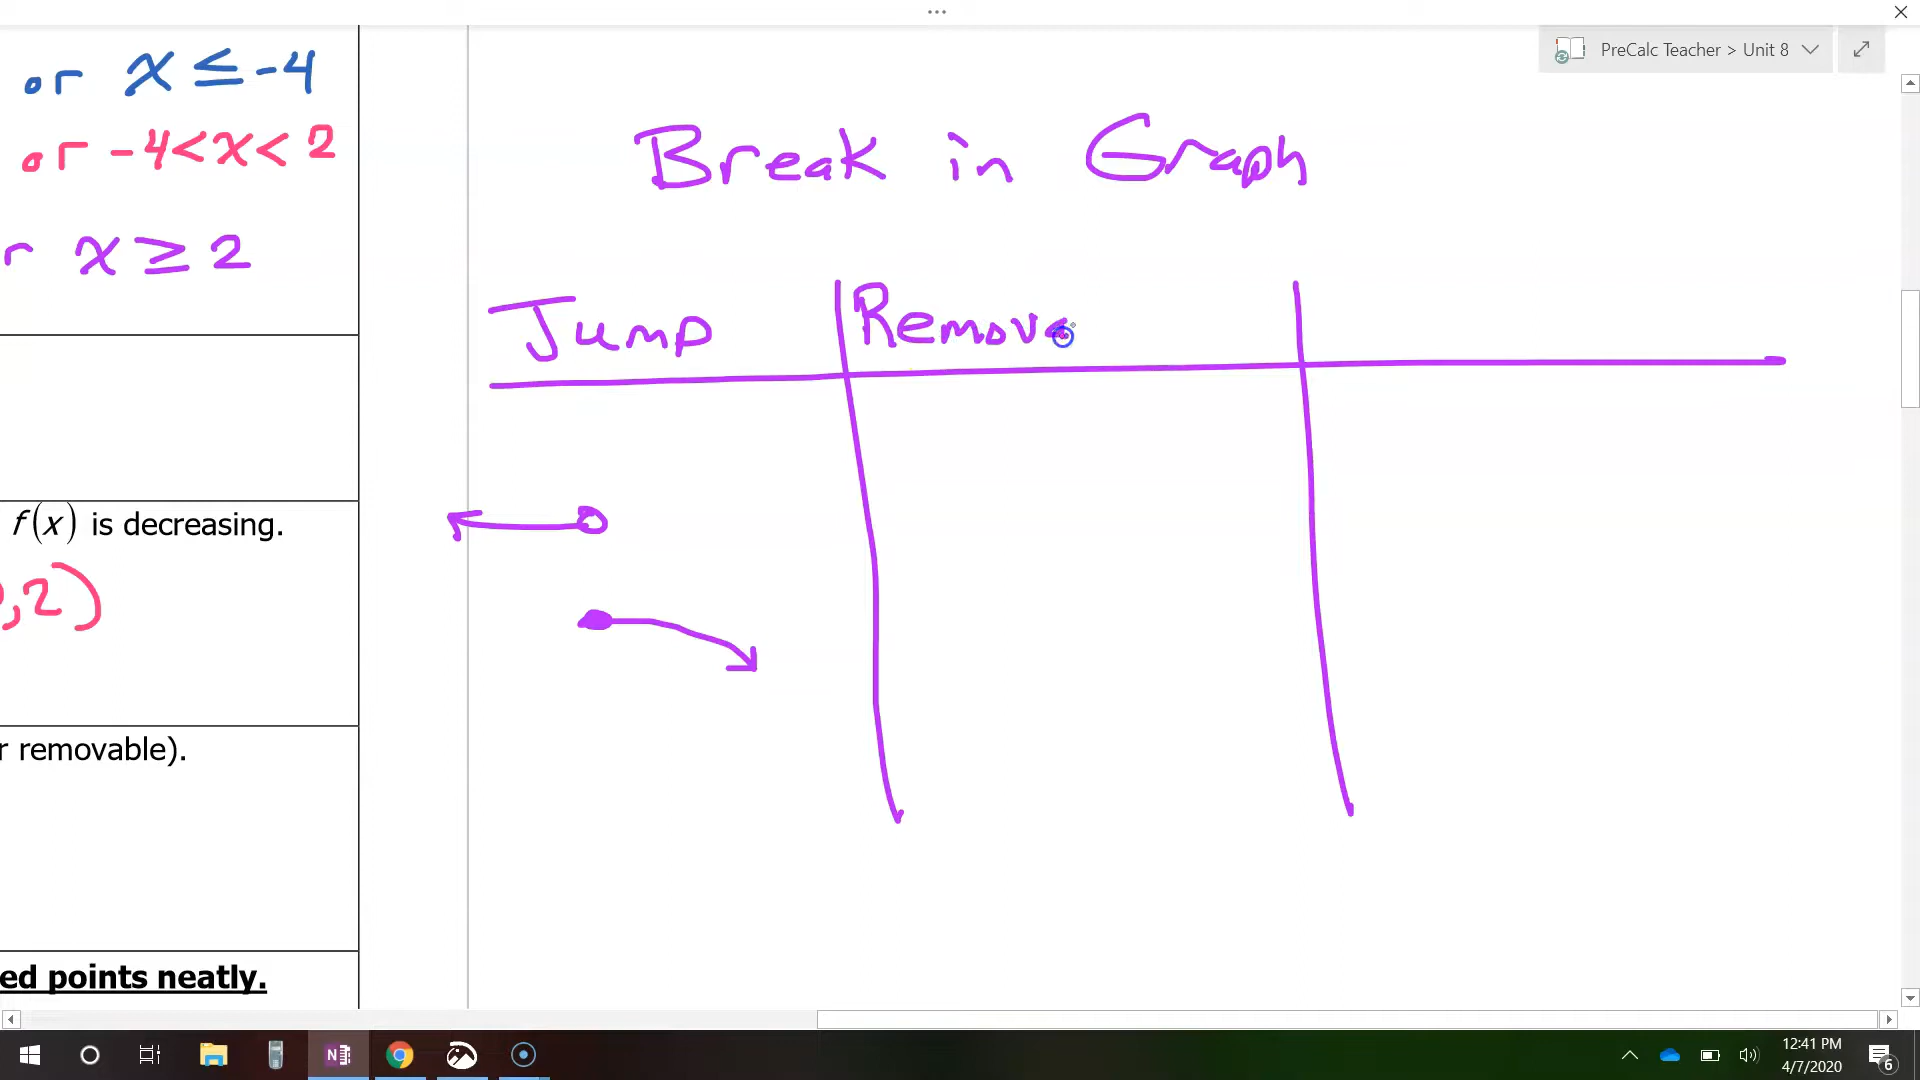 PreCalc Teacher > Unit 8
or x ≤ -4
or -4<x<2
r x ≥ 2
Break in Graph
Jump Remova
f(x) is decreasing.
,2)
r removable).
ed points neatly.
12:41 PM
4/7/2020
6